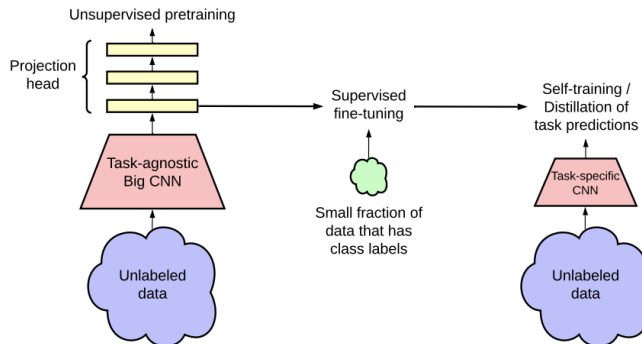 Unsupervised pretraining
Projection
head
Task-agnostic
Big CNN
Unlabeled
data
Supervised
fine-tuning
Small fraction of
data that has
class labels
Self-training /
Distillation of
task predictions
Task-specific
CNN
Unlabeled
data